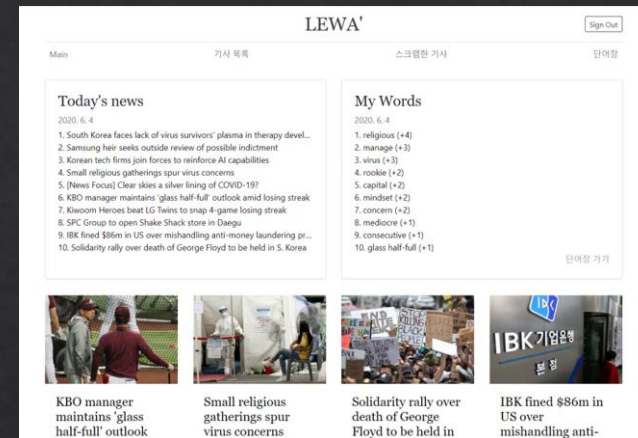 LEWA'
Sign Out
Main
기사 목록
스크랩한 기사
단어장
Today's news
2020. 6. 4
1. South Korea faces lack of virus survivors' plasma in therapy devel...
2. Samsung heir seeks outside review of possible indictment
3. Korean tech firms join forces to reinforce AI capabilities
4. Small religious gatherings spur virus concerns
5. [News Focus] Clear skies a silver lining of COVID-19?
6. KBO manager maintains 'glass half-full' outlook amid losing streak
7. Kiwoom Heroes beat LG Twins to snap 4-game losing streak
8. SPC Group to open Shake Shack store in Daegu
9. IBK fined $86m in US over mishandling anti-money laundering pr...
10. Solidarity rally over death of George Floyd to be held in S. Korea
My Words
2020. 6. 4
1. religious (+4)
2. manage (+3)
3. virus (+3)
4. rookie (+2)
5. capital (+2)
6. mindset (+2)
7. concern (+2)
8. mediocre (+1)
9. consecutive (+1)
10. glass half-full (+1)
단어장 가기
IBK기업은행
본점
KBO manager
maintains 'glass
half-full' outlook
Small religious
gatherings spur
virus concerns
Solidarity rally over
death of George
Floyd to be held in
IBK fined $86m in
US over
mishandling anti-